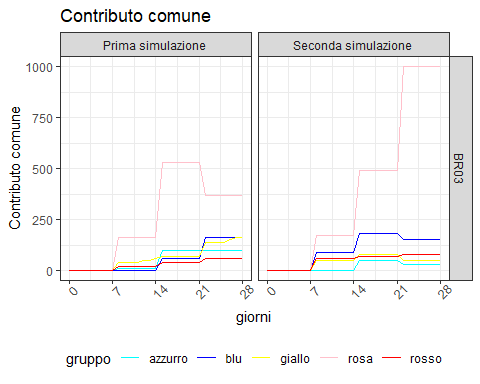 Contributo comune
Prima simulazione
Seconda simulazione
Contributo comune
1000
750
500
250
0
BR03
0 7 14 21 28
0 7 14 21 28
giorni
gruppo azzurro blu giallo rosa rosso